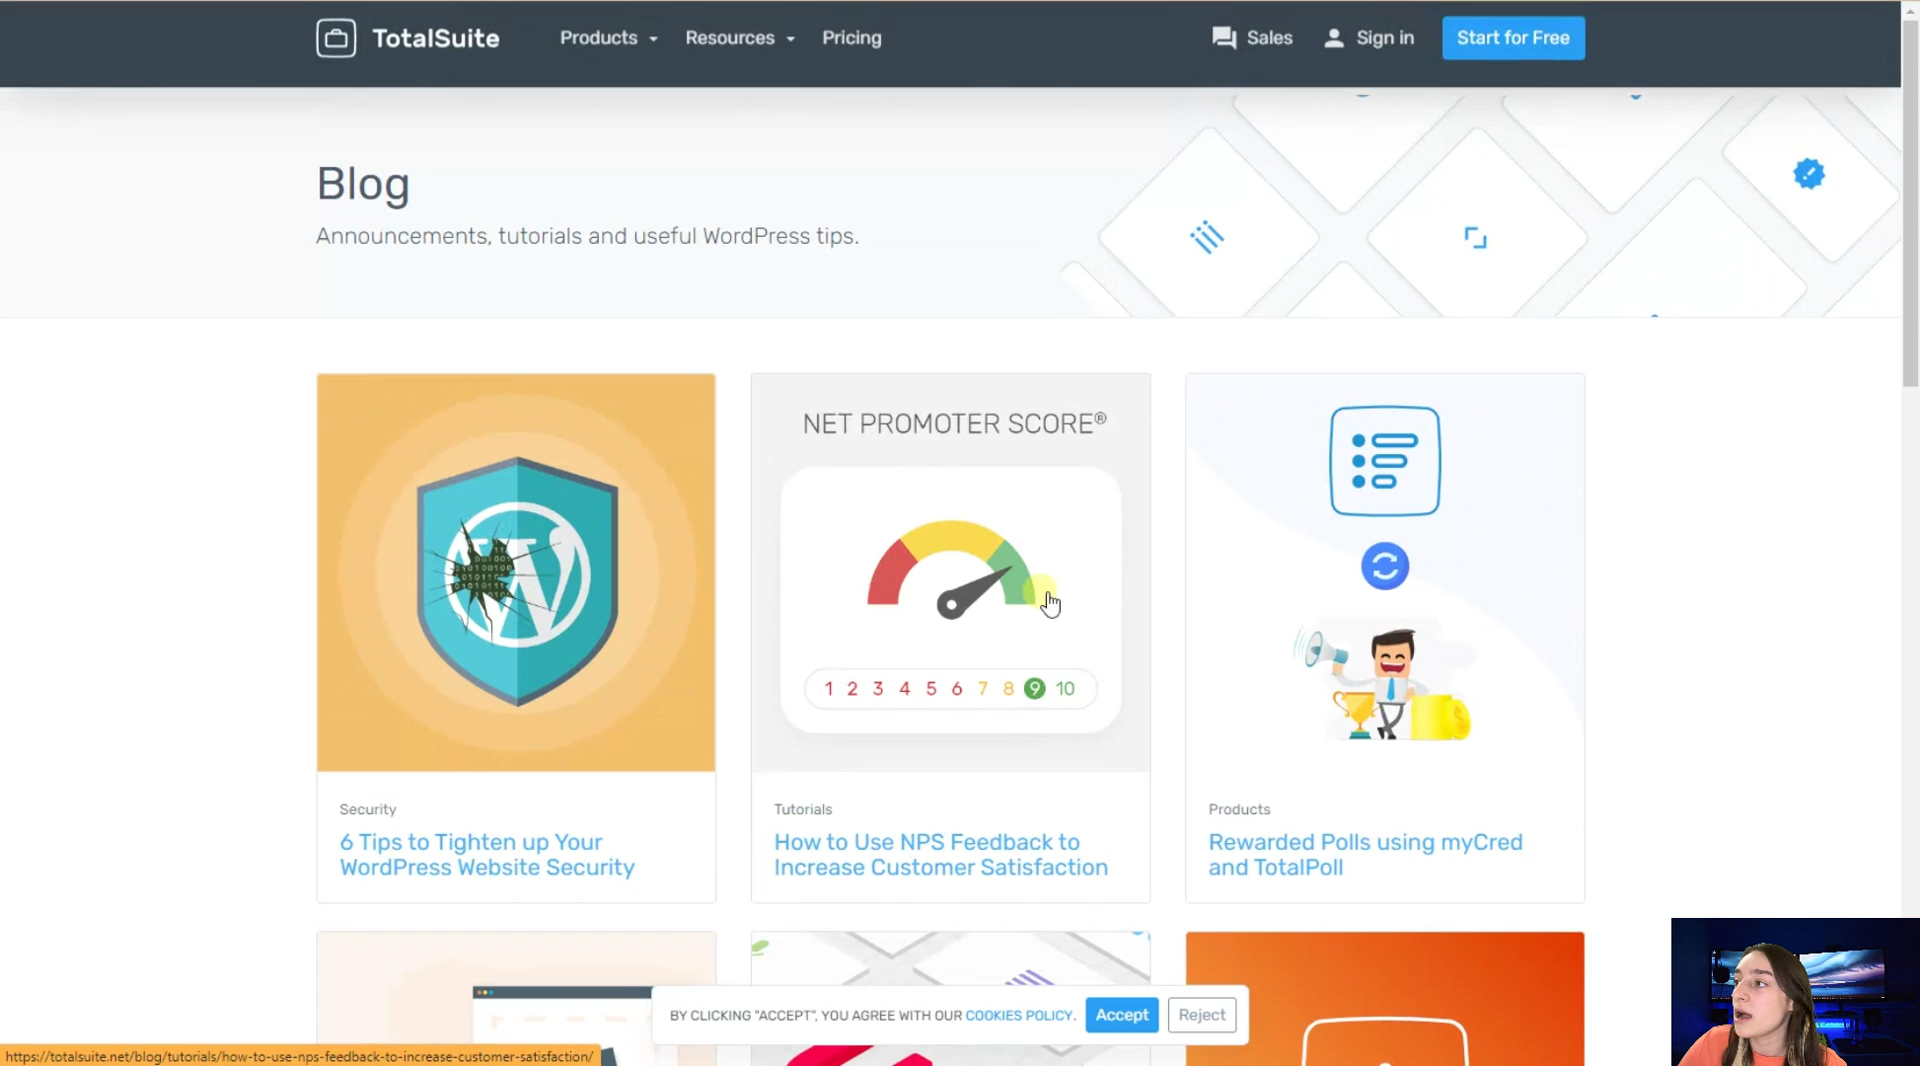 TotalSuite Products Resources Pricing Sales Sign in Start for Free
Blog
Announcements, tutorials and useful WordPress tips.
NET PROMOTER SCORE®
1 2 3 4 5 6 7 8 9 10
Security
6 Tips to Tighten up Your
WordPress Website Security
Tutorials
How to Use NPS Feedback to
Increase Customer Satisfaction
Products
Rewarded Polls using myCred
and TotalPoll
BY CLICKING "ACCEPT", YOU AGREE WITH OUR COOKIES POLICY. Accept Reject
https://totalsuite.net/blog/tutorials/how-to-use-nps-feedback-to-increase-customer-satisfaction/